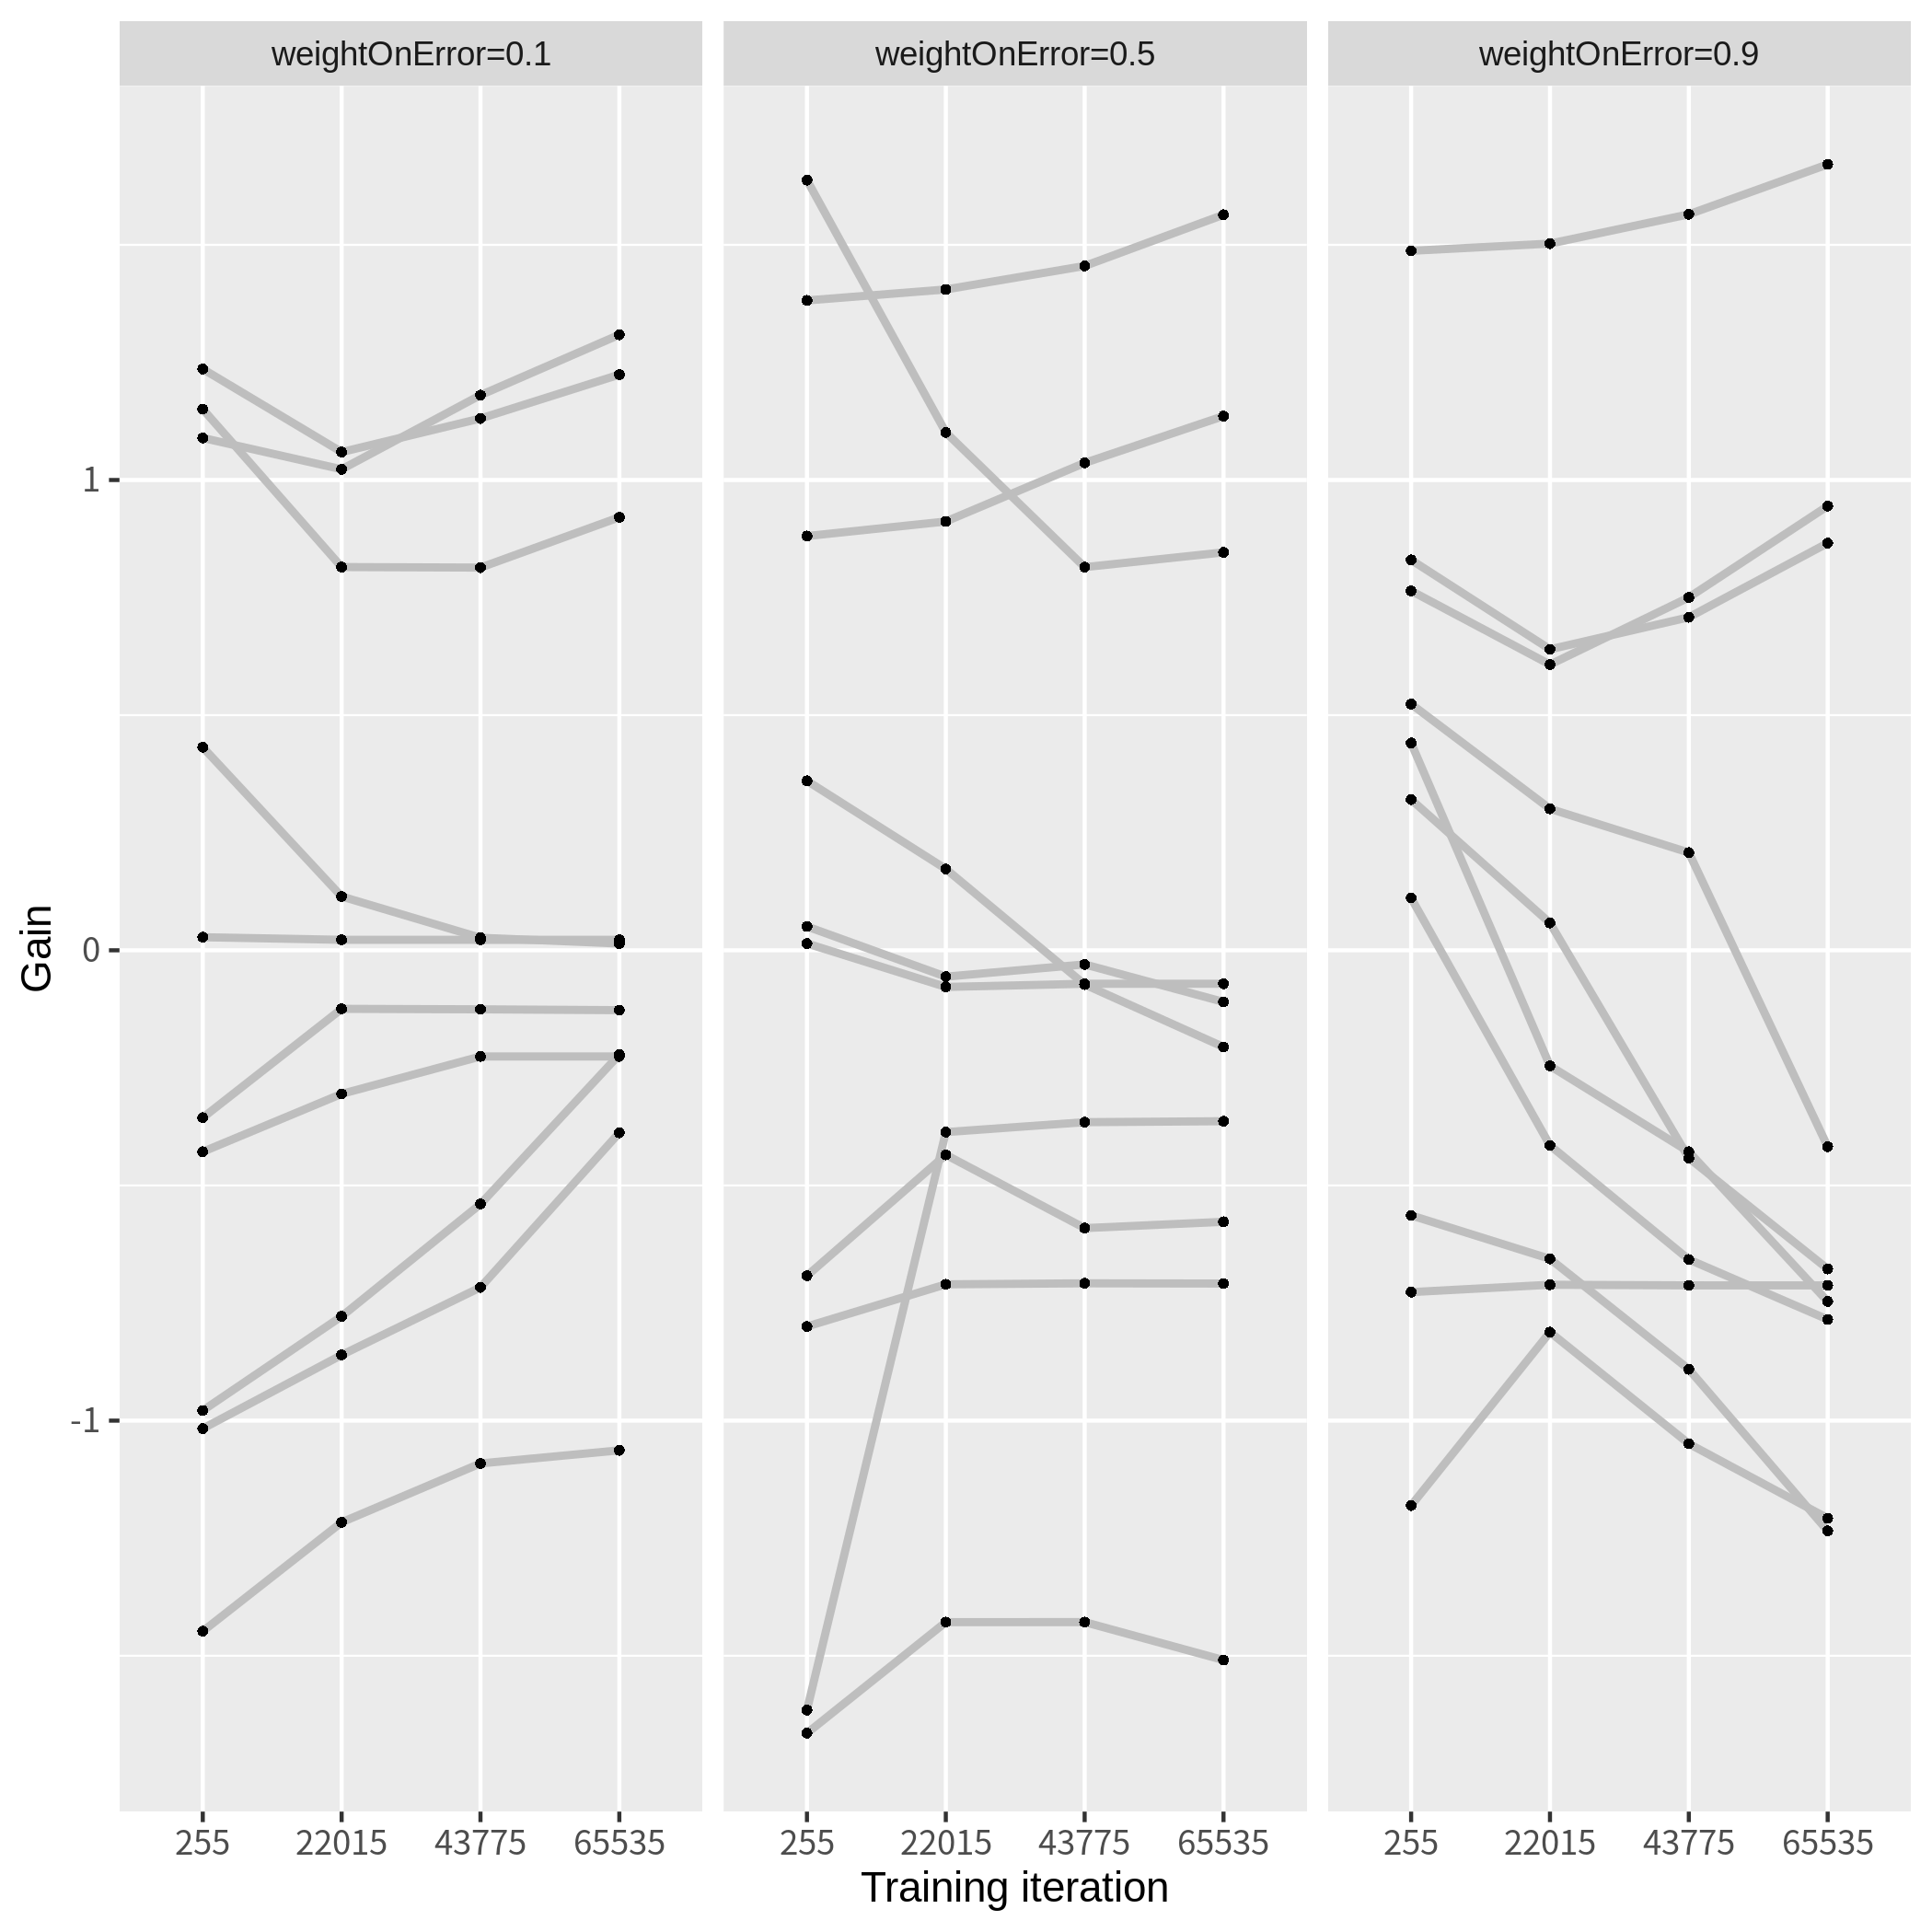 weightOnError=0.1
weightOnError=0.5
weightOnError=0.9
Gain
1
0
-1
255 22015 43775 65535
255 22015 43775 65535
255 22015 43775 65535
Training iteration